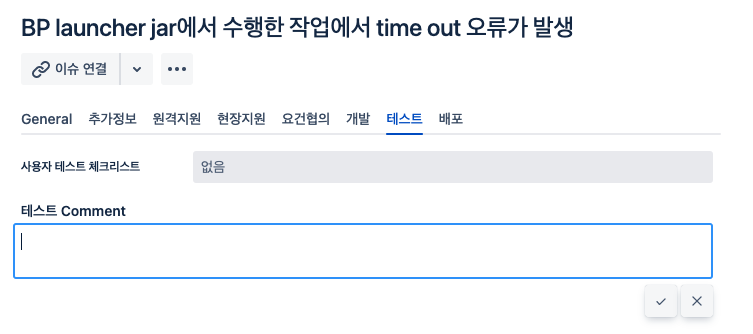 BP launcher jar에서 수행한 작업에서 time out 오류가 발생
이슈 연결
General 추가정보 원격지원 현장지원 요건협의 개발 테스트 배포
사용자 테스트 체크리스트 없음
테스트 Comment